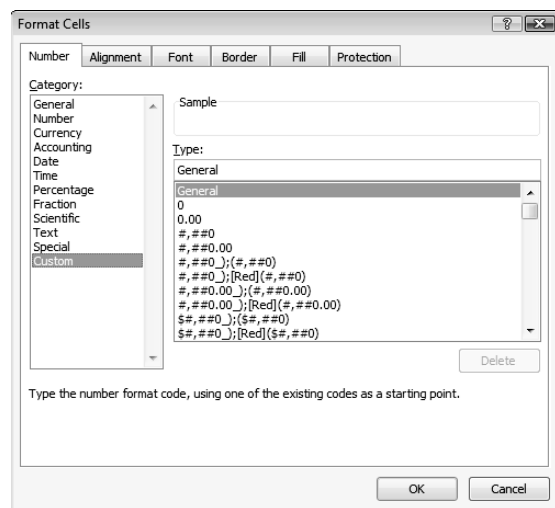 Format Cells
Number Alignment Font Border Fill Protection
Category:
General
Number
Currency
Accounting
Date
Time
Percentage
Fraction
Scientific
Text
Special
Custom
Sample
Type:
General
General
0
0.00
#,##0
#,##0.00
#,##0_);(#,##0)
#,##0_);[Red](#,##0)
#,##0.00_);(#,##0.00)
#,##0.00_);[Red](#,##0.00)
$#,##0_);($#,##0)
$#,##0_);[Red]($#,##0)
Delete
Type the number format code, using one of the existing codes as a starting point.
OK Cancel